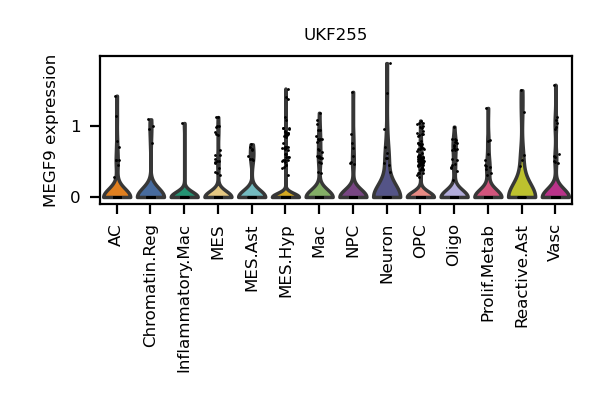 UKF255
MEGF9 expression
1
0
AC
Chromatin.Reg
Inflammatory.Mac
MES
MES.Ast
MES.Hyp
Mac
NPC
Neuron
OPC
Oligo
Prolif.Metab
Reactive.Ast
Vasc